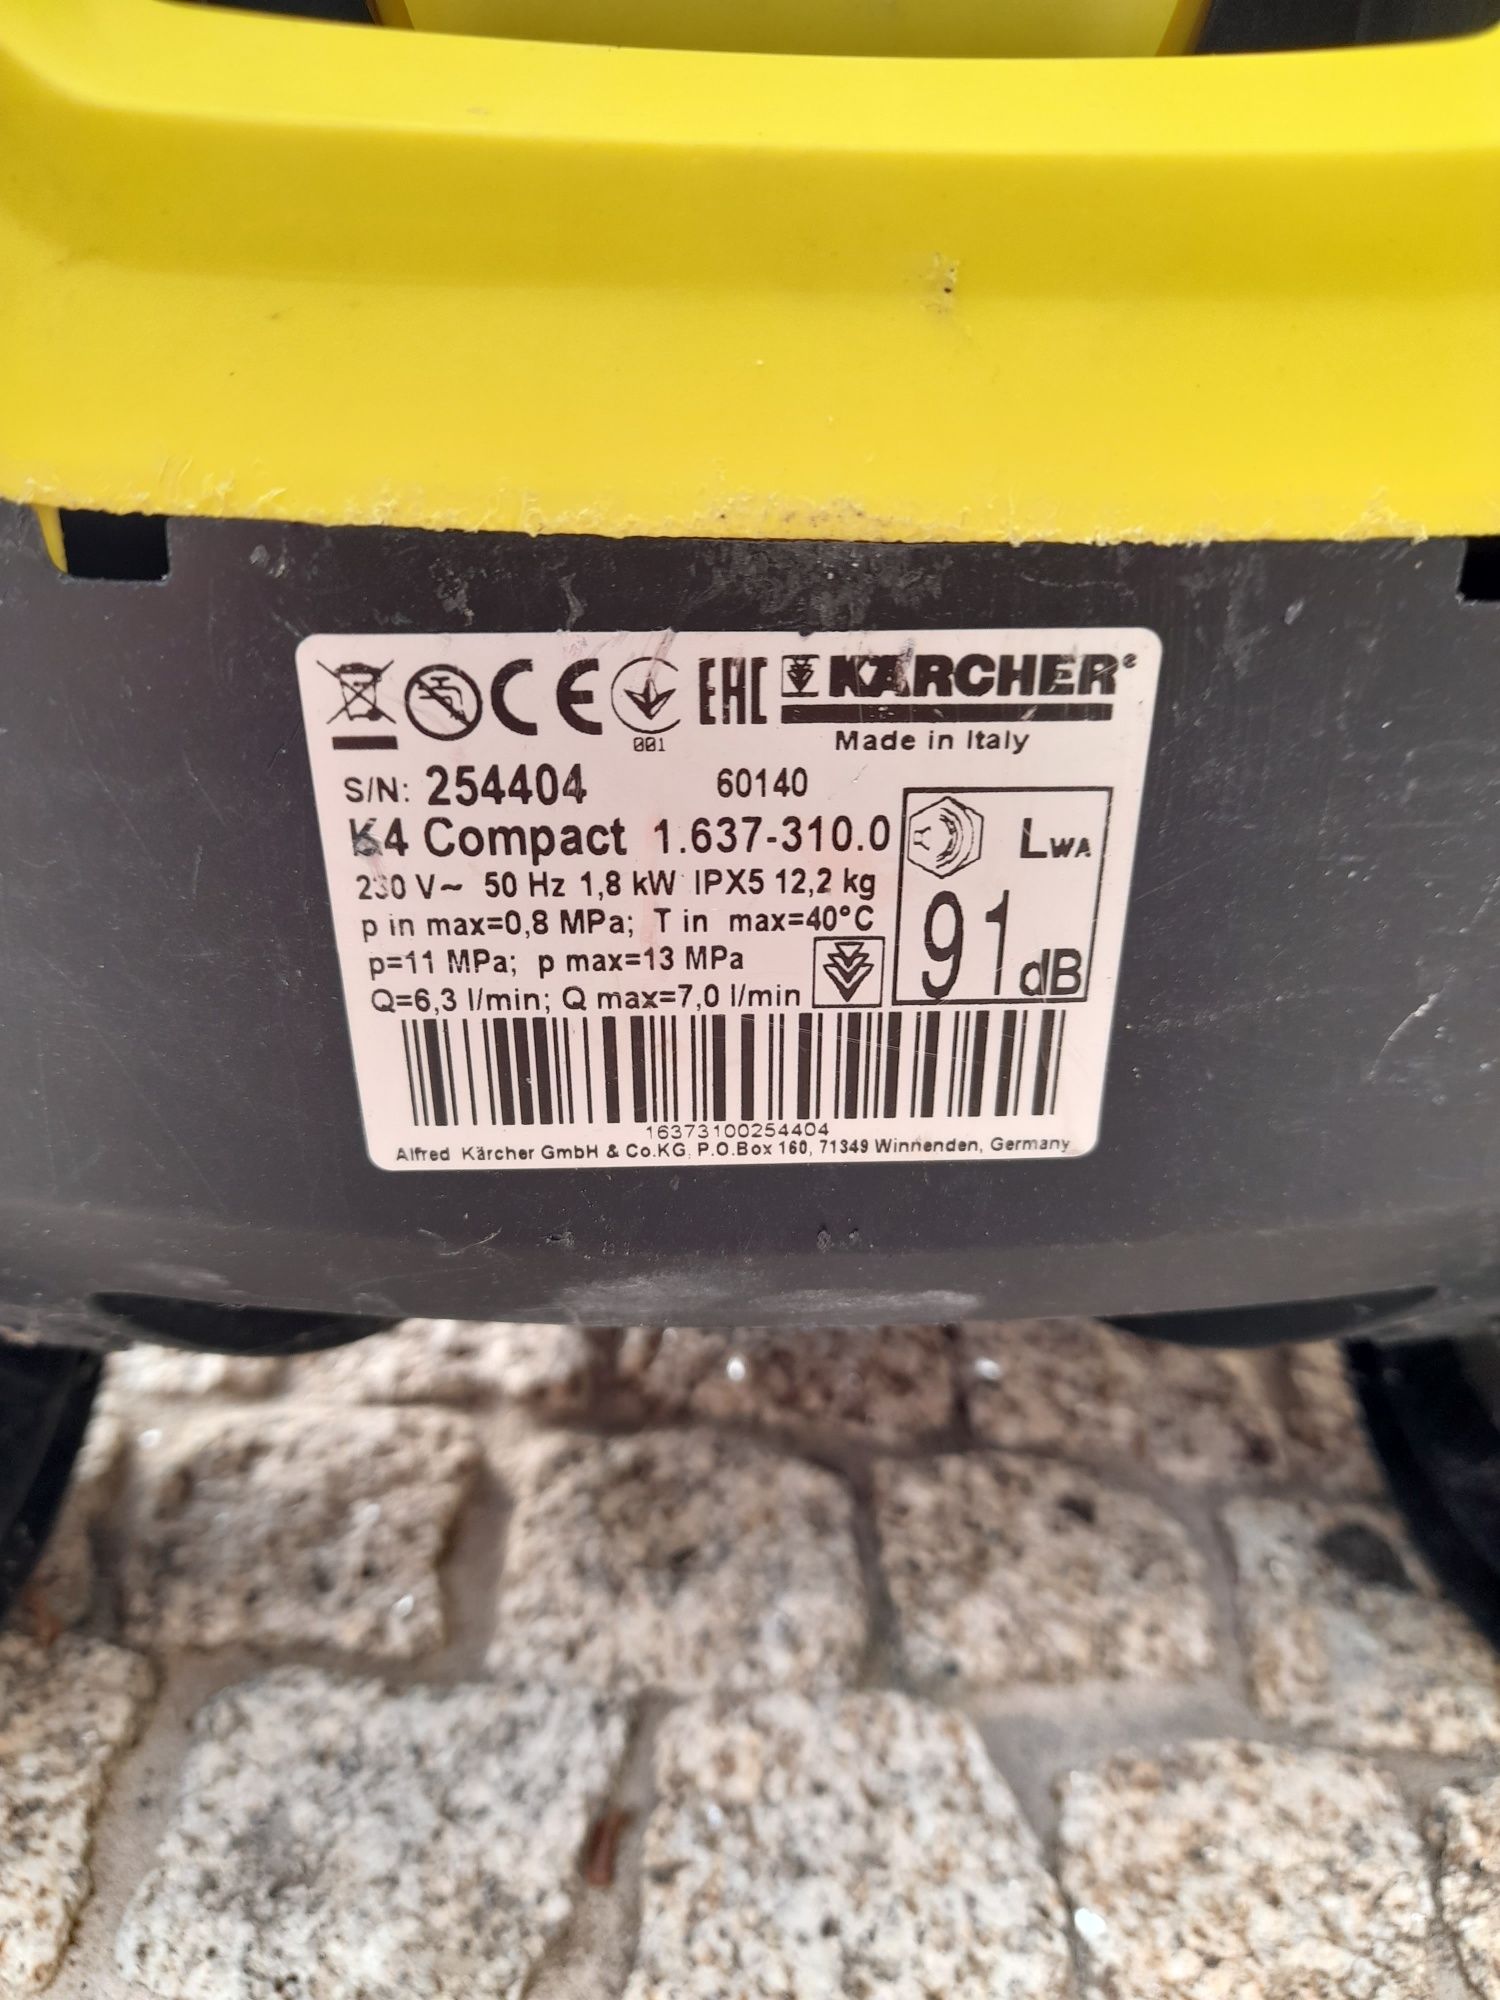 CE 001 EAC KÄRCHER
Made in Italy
S/N: 254404 60140
K4 Compact 1.637-310.0
230 V~ 50 Hz 1,8 kW IPX5 12,2 kg
p in max=0,8 MPa; T in max=40°C
p=11 MPa; p max=13 MPa
Q=6,3 l/min; Q max=7,0 l/min
LWA
91 dB
16373100254404
Alfred Kärcher GmbH & Co.KG, P.O.Box 160, 71349 Winnenden, Germany